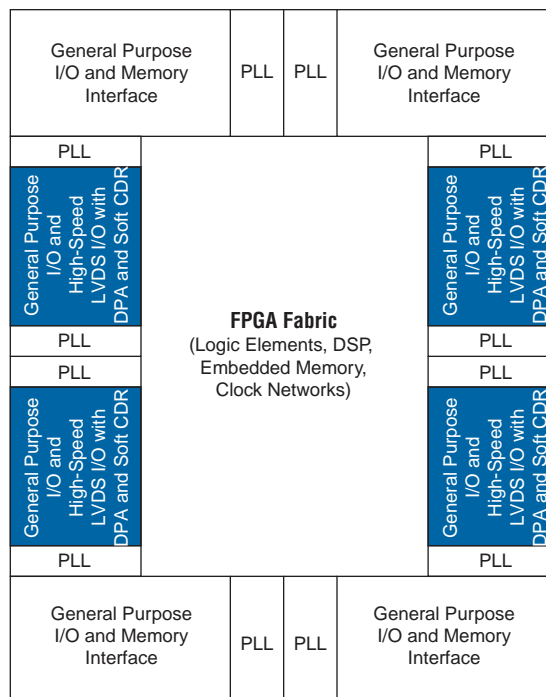 General Purpose
I/O and Memory
Interface
PLL
PLL
General Purpose
I/O and Memory
Interface
PLL
General Purpose
I/O and
High-Speed
LVDS I/O with
DPA and Soft CDR
PLL
PLL
General Purpose
I/O and
High-Speed
LVDS I/O with
DPA and Soft CDR
PLL
FPGA Fabric
(Logic Elements, DSP,
Embedded Memory,
Clock Networks)
PLL
General Purpose
I/O and
High-Speed
LVDS I/O with
DPA and Soft CDR
PLL
PLL
General Purpose
I/O and
High-Speed
LVDS I/O with
DPA and Soft CDR
PLL
General Purpose
I/O and Memory
Interface
PLL
PLL
General Purpose
I/O and Memory
Interface